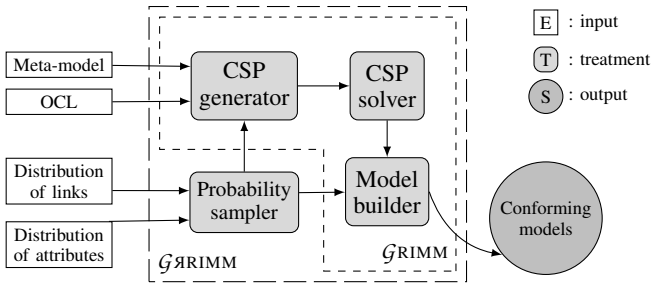 Meta-model
OCL
Distribution
of links
Distribution
of attributes
CSP
generator
CSP
solver
Probability
sampler
Model
builder
GЯRIMM
GRIMM
Conforming
models
E : input
T : treatment
S : output